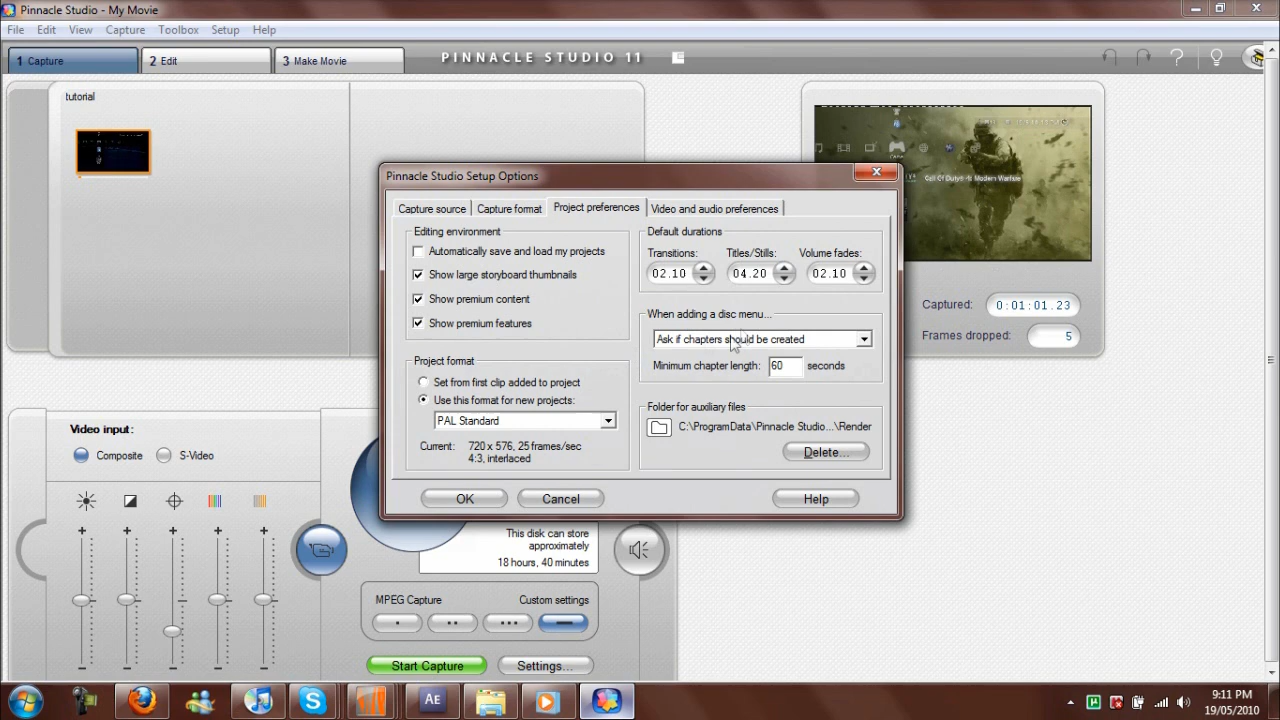 Pinnacle Studio - My Movie
File Edit View Capture Toolbox Setup Help
1 Capture 2 Edit 3 Make Movie PINNACLE STUDIO 11
tutorial
Call Of Duty® 4: Modern Warfare
Captured: 0:01:01.23
Frames dropped: 5
Pinnacle Studio Setup Options
Capture source Capture format Project preferences Video and audio preferences
Editing environment
Automatically save and load my projects
Show large storyboard thumbnails
Show premium content
Show premium features
Project format
Set from first clip added to project
Use this format for new projects:
PAL Standard
Current: 720 x 576, 25 frames/sec
4:3, interlaced
Default durations
Transitions: Titles/Stills: Volume fades:
02.10 04.20 02.10
When adding a disc menu...
Ask if chapters should be created
Minimum chapter length: 60 seconds
Folder for auxiliary files
C:\ProgramData\Pinnacle Studio...\Render
Delete...
OK Cancel Help
Video input:
Composite S-Video
This disk can store
approximately
18 hours, 40 minutes
MPEG Capture Custom settings
Start Capture Settings...
Ae
9:11 PM
19/05/2010